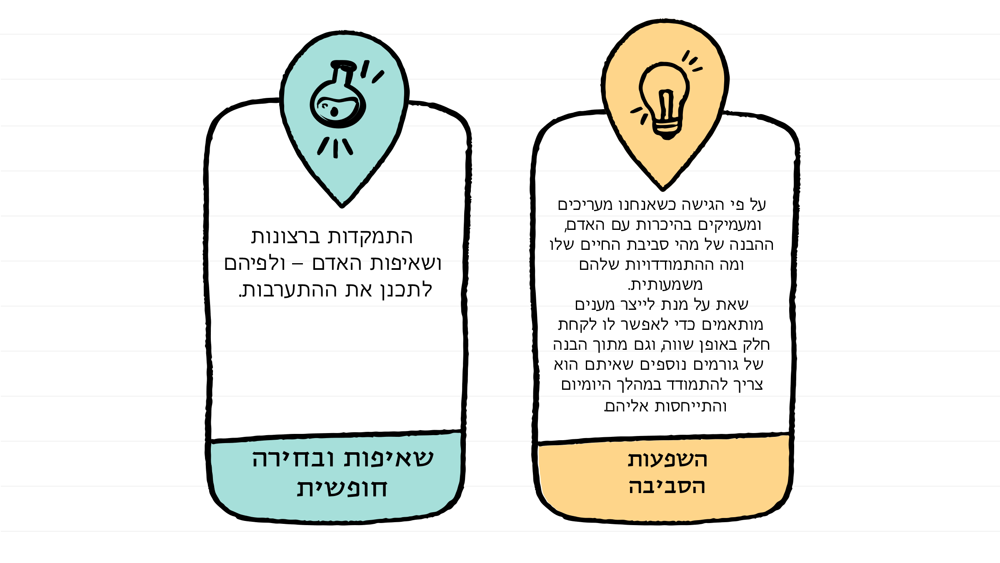 על פי הגישה כשאנחנו מעריכים
ומעמיקים בהיכרות עם האדם,
ההבנה של מהי סביבת החיים שלו
ומה ההתמודדויות שלהם
משמעותית.
שאת על מנת לייצר מענים
מותאמים כדי לאפשר לו לקחת
חלק באופן שווה, וגם מתוך הבנה
של גורמים נוספים שאיתם הוא
צריך להתמודד במהלך היומיום
והתייחסות אליהם.
השפעות
הסביבה
התמקדות ברצונות
ושאיפות האדם – ולפיהם
לתכנן את ההתערבות.
שאיפות ובחירה
חופשית